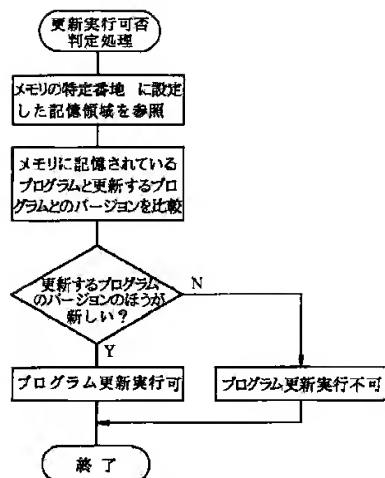 更新実行可否
判定処理
メモリの特定番地 に設定
した記憶領域を参照
メモリに記憶されている
プログラムと更新するプロ
グラムとのバージョンを比較
更新するプログラム
のバージョンのほうが
新しい?
N
Y
プログラム更新実行可
プログラム更新実行不可
終了